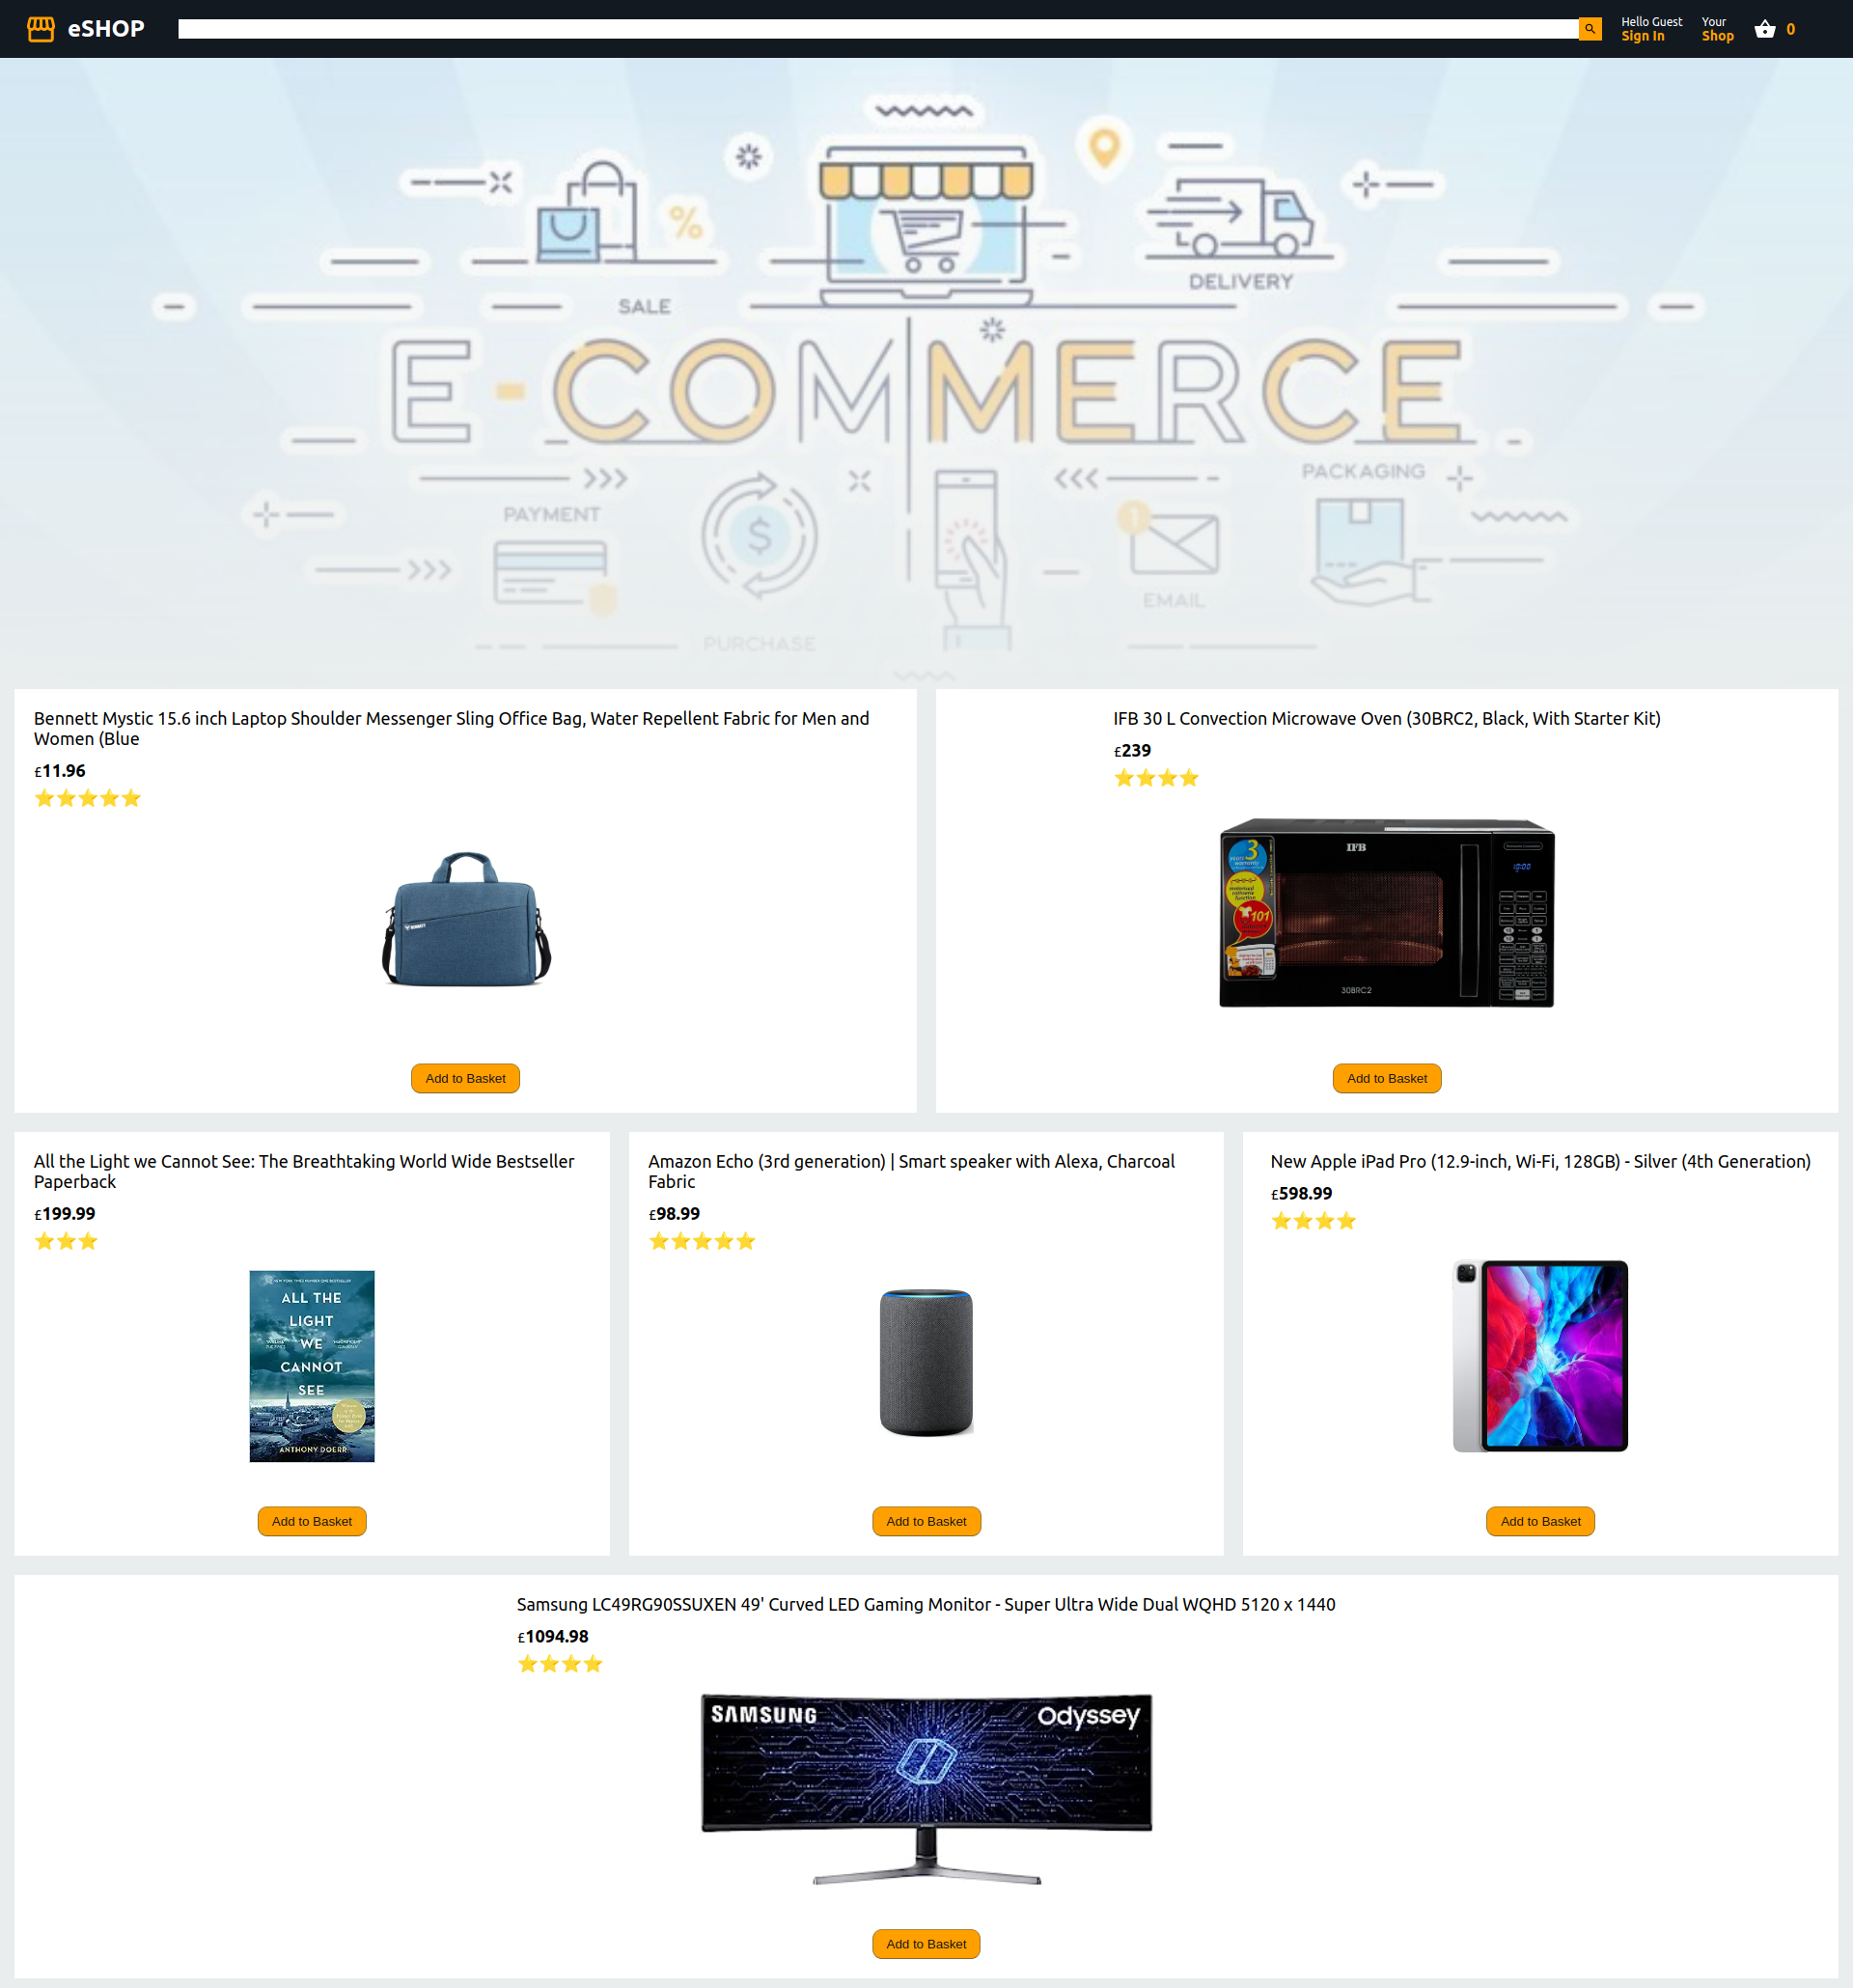 eSHOP
Hello Guest
Sign In
Your
Shop
0
SALE
%
DELIVERY
E-COMMERCE
PACKAGING
PAYMENT
$
1
EMAIL
PURCHASE
Bennett Mystic 15.6 inch Laptop Shoulder Messenger Sling Office Bag, Water Repellent Fabric for Men and
Women (Blue
£11.96
BENNETT
Add to Basket
IFB 30 L Convection Microwave Oven (30BRC2, Black, With Starter Kit)
£239
IFB
3
101
30BRC2
Add to Basket
All the Light we Cannot See: The Breathtaking World Wide Bestseller
Paperback
£199.99
ALL THE
LIGHT
WE
CANNOT
SEE
ANTHONY DOERR
Add to Basket
Amazon Echo (3rd generation) | Smart speaker with Alexa, Charcoal
Fabric
£98.99
Add to Basket
New Apple iPad Pro (12.9-inch, Wi-Fi, 128GB) - Silver (4th Generation)
£598.99
Add to Basket
Samsung LC49RG90SSUXEN 49' Curved LED Gaming Monitor - Super Ultra Wide Dual WQHD 5120 x 1440
£1094.98
SAMSUNG
Odyssey
Add to Basket